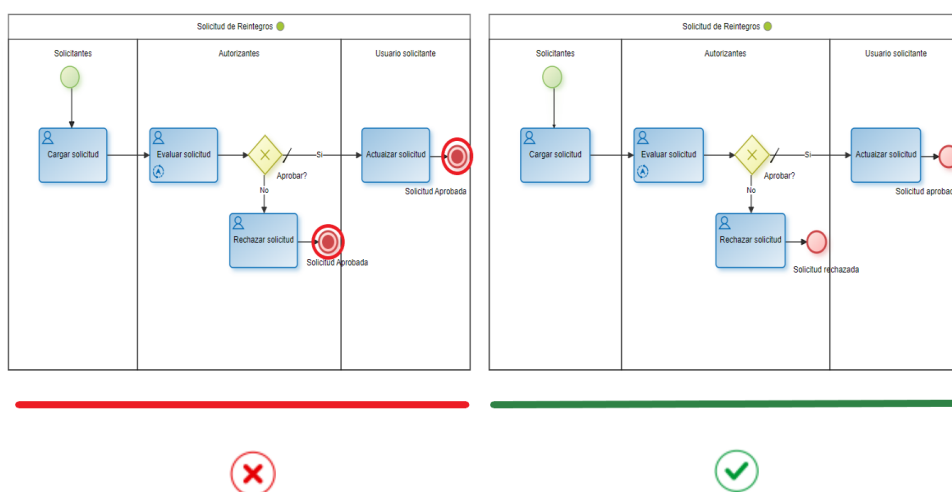 Solicitud de Reintegros
Solicitantes
Autorizantes
Usuario solicitante
Cargar solicitud
Evaluar solicitud
Si
Actuaizar solicitud
Aprobar?
Solicitud Aprobada
No
Rechazar solicitud
Solicitud Aprobada
Solicitud de Reintegros
Solicitantes
Autorizantes
Usuario solicitante
Cargar solicitud
Evaluar solicitud
Si
Actuaizar solicitud
Aprobar?
Solicitud aprobad
No
Rechazar solicitud
Solicitud rechazada